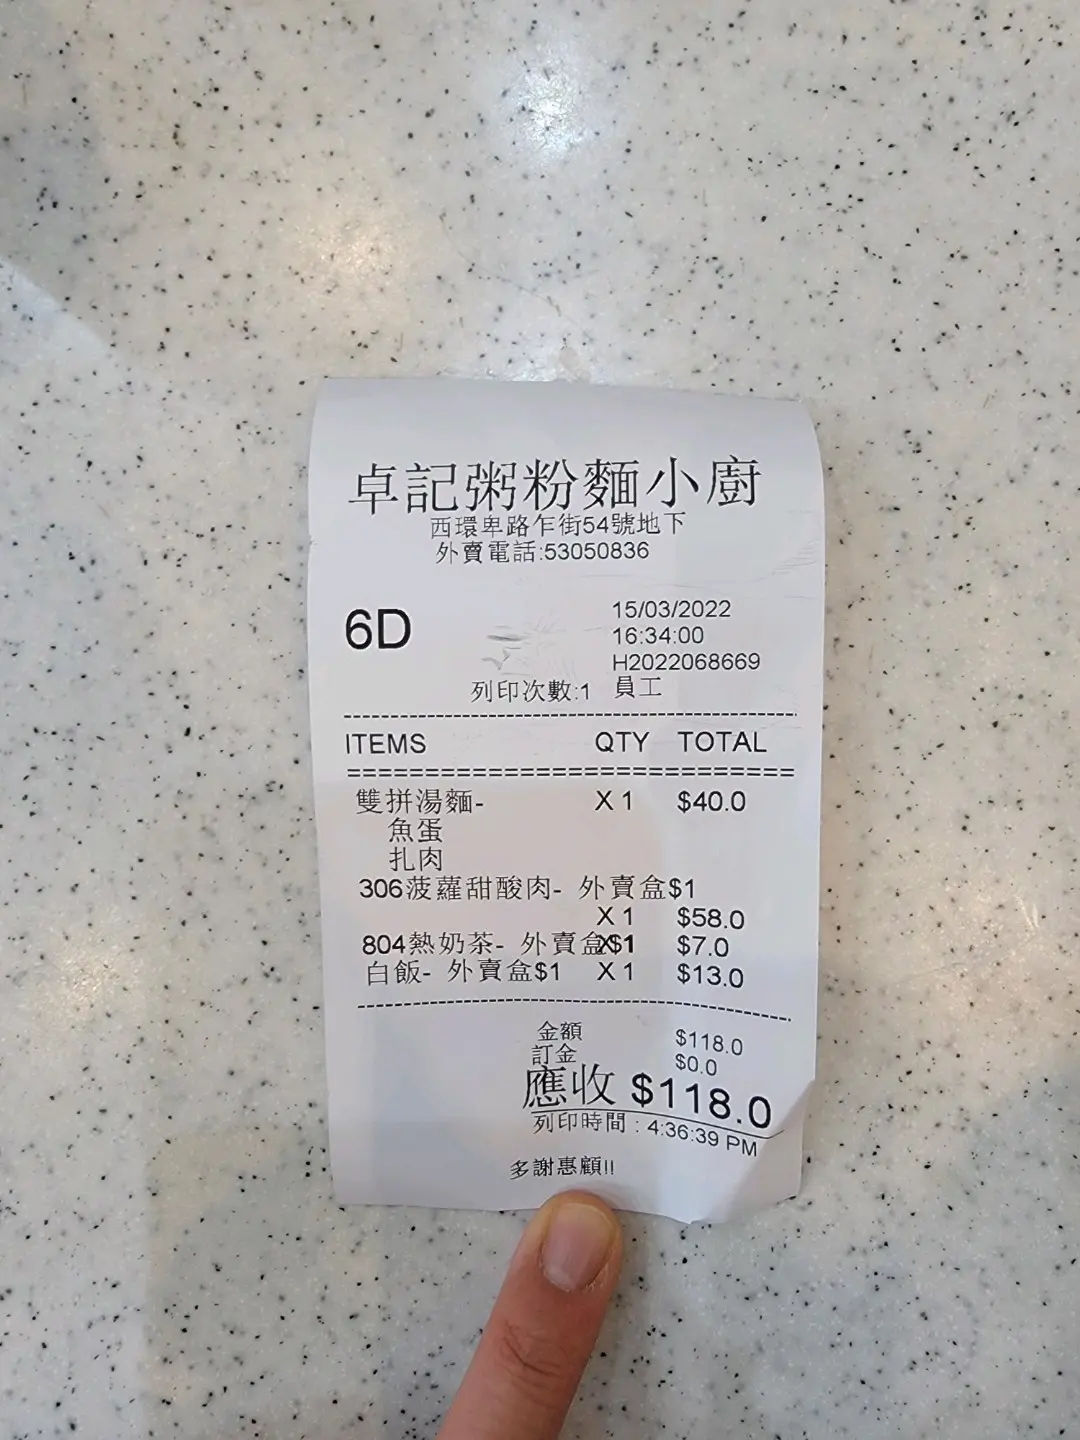 卓記粥粉麵小廚
西環卑路乍街54號地下
外賣電話:53050836
6D
15/03/2022
16:34:00
H2022068669
列印次數:1 員工
ITEMS QTY TOTAL
雙拼湯麵- X 1 $40.0
魚蛋
扎肉
306菠蘿甜酸肉- 外賣盒$1
X 1 $58.0
804熱奶茶- 外賣盒$1 X 1 $7.0
白飯- 外賣盒$1 X 1 $13.0
金額 $118.0
訂金 $0.0
應收 $118.0
列印時間 : 4:36:39 PM
多謝惠顧!!